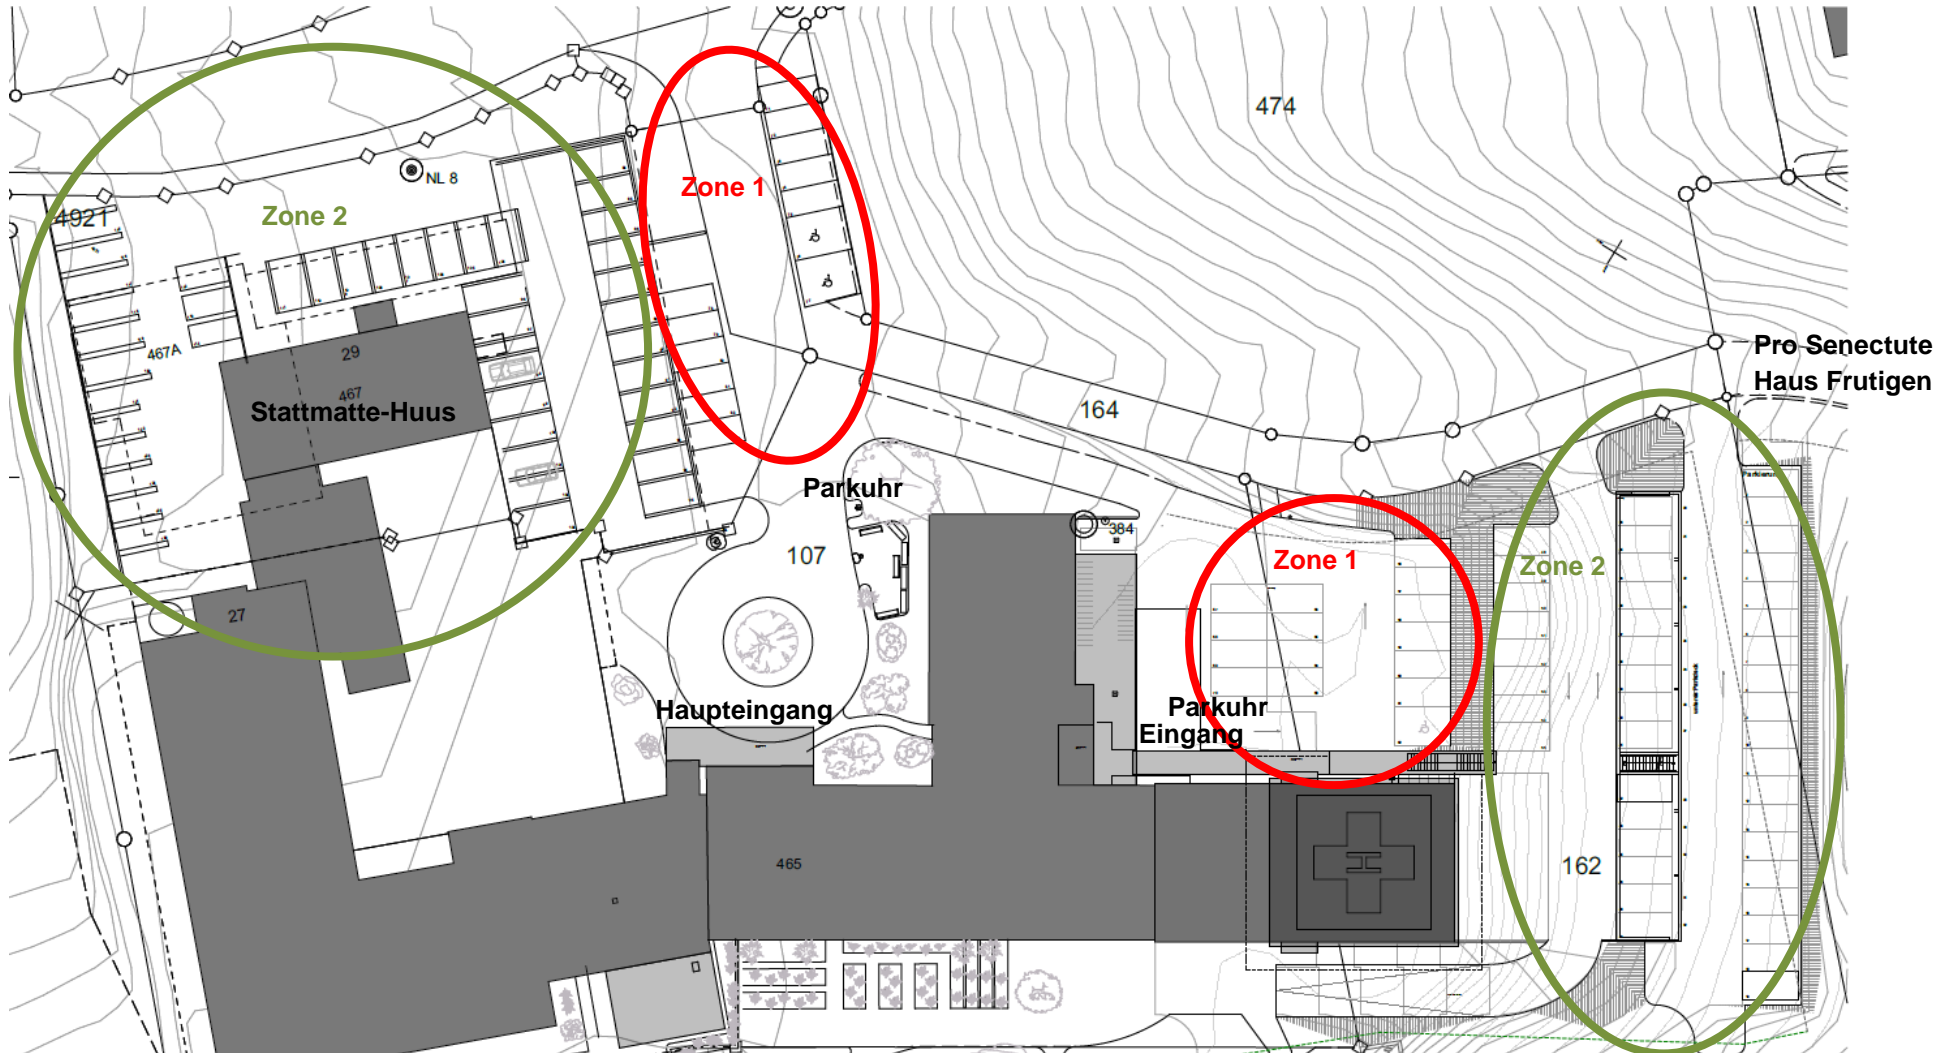 474
Zone 1
NL 8
4921
Zone 2
467A
29
467
Stattmatte-Huus
Pro Senectute
Haus Frutigen
164
Parkuhr
384
107
Zone 1
Zone 2
27
Haupteingang
Parkuhr
Eingang
465
H
162